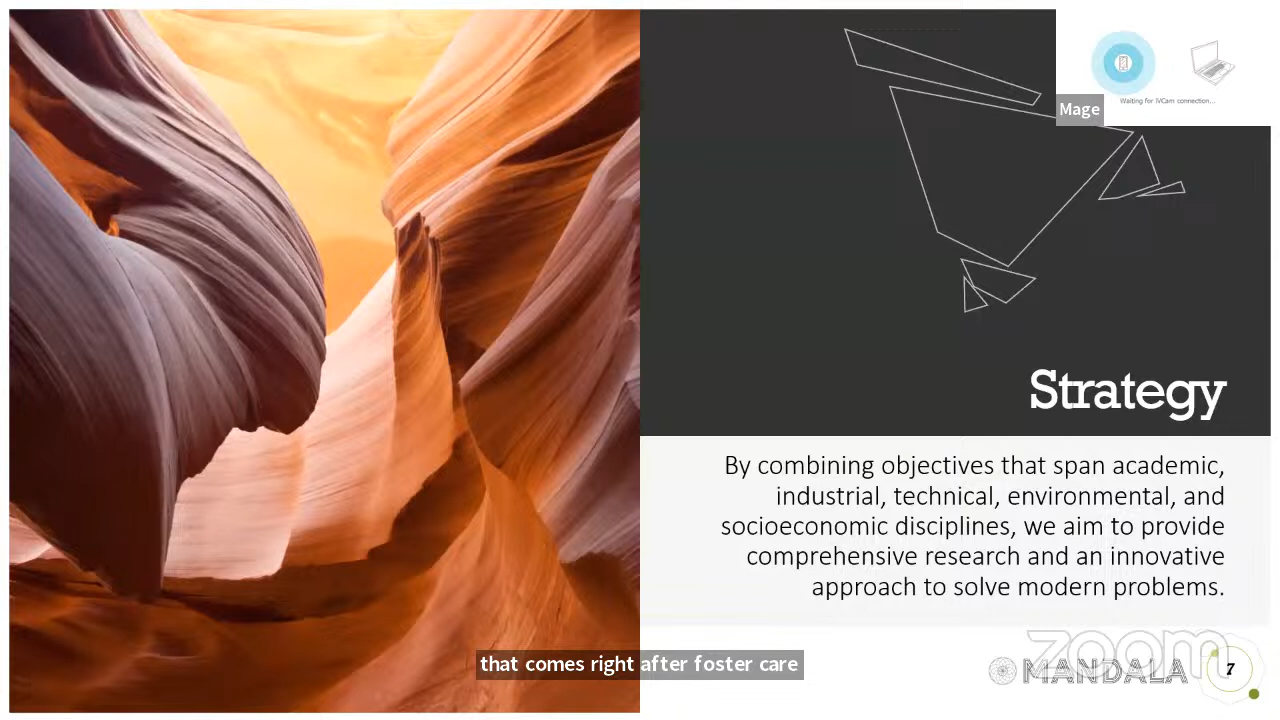 Waiting for iVCam connection...
Mage
Strategy
By combining objectives that span academic,
industrial, technical, environmental, and
socioeconomic disciplines, we aim to provide
comprehensive research and an innovative
approach to solve modern problems.
that comes right after foster care
zoom
MANDALA
7